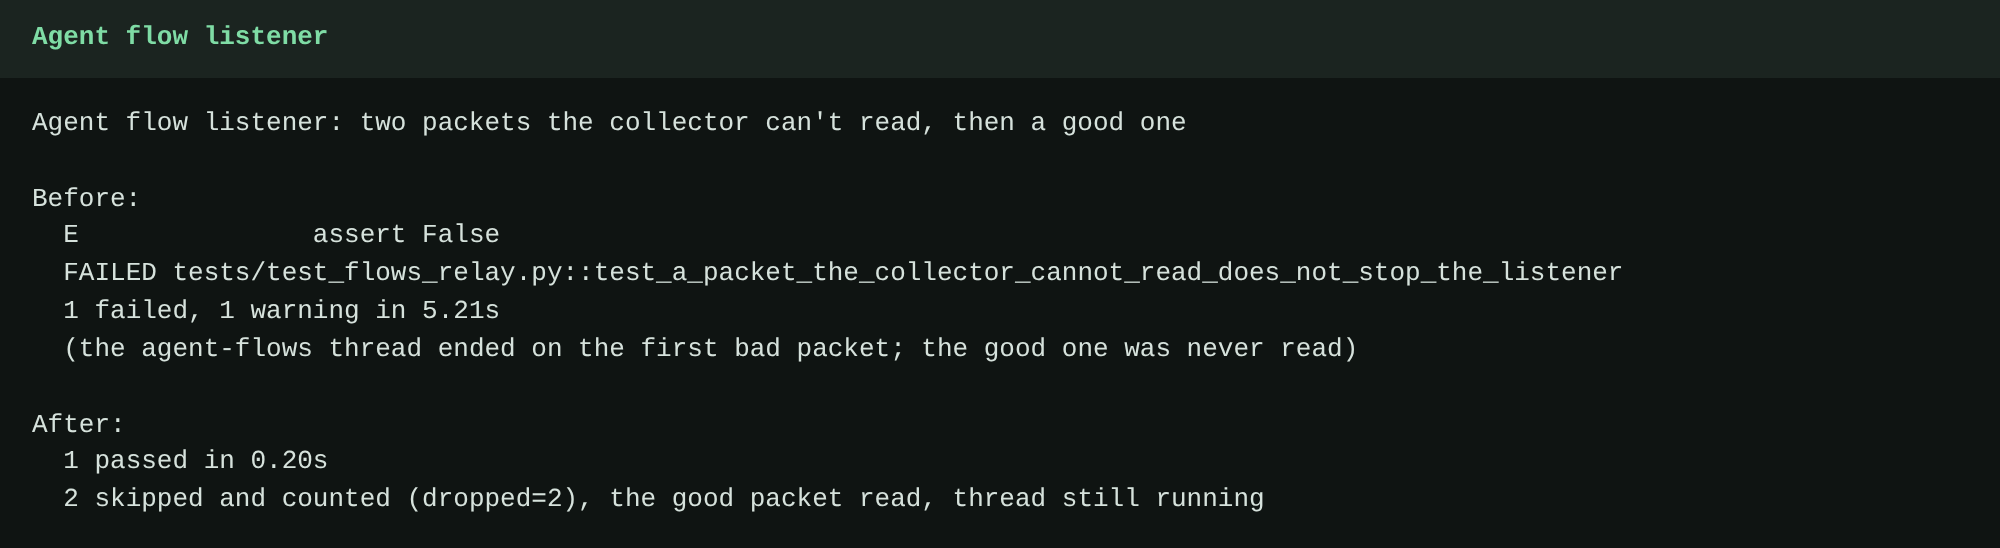 Agent flow listener
Agent flow listener: two packets the collector can't read, then a good one
Before:
E               assert False
FAILED tests/test_flows_relay.py::test_a_packet_the_collector_cannot_read_does_not_stop_the_listener
1 failed, 1 warning in 5.21s
(the agent-flows thread ended on the first bad packet; the good one was never read)
After:
1 passed in 0.20s
2 skipped and counted (dropped=2), the good packet read, thread still running